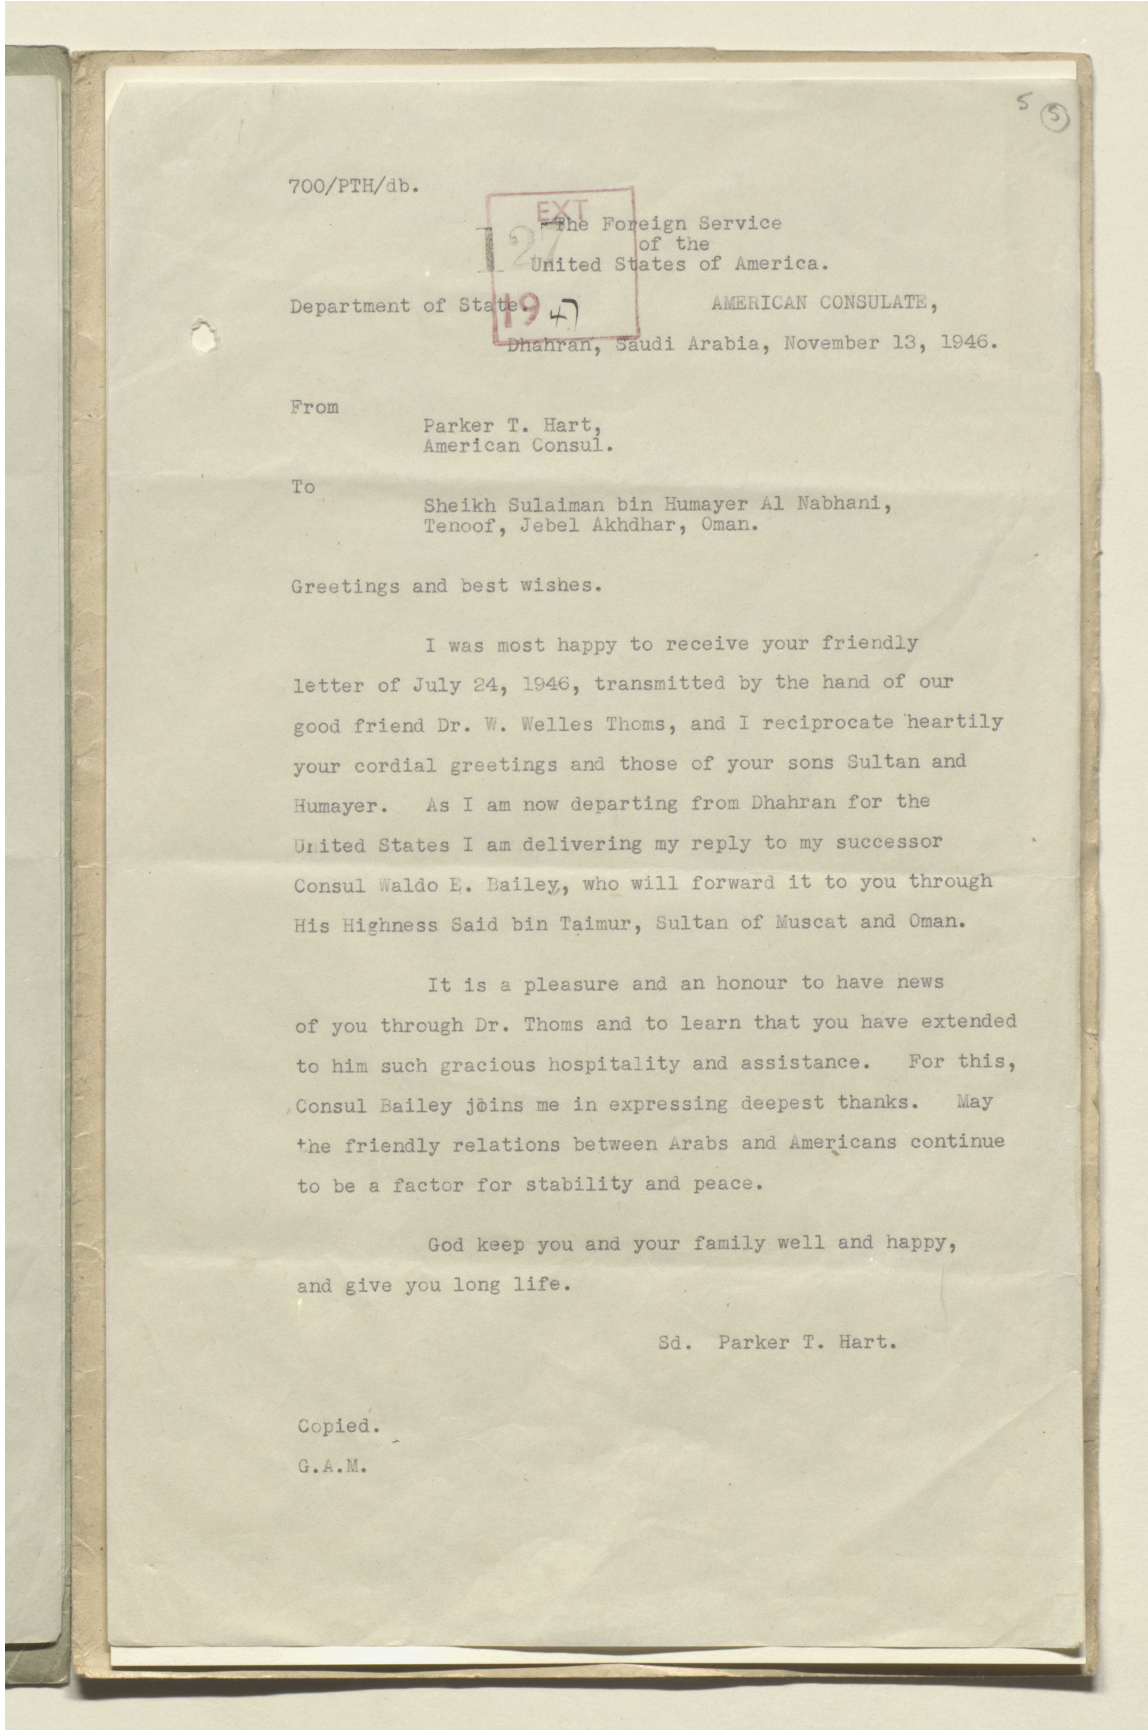 5 5
700/PTH/db.
EXT
The Foreign Service
of the
127
United States of America.
Department of State.
AMERICAN CONSULATE,
1947
Dhahran, Saudi Arabia, November 13, 1946.
From
Parker T. Hart,
American Consul.
To
Sheikh Sulaiman bin Humayer Al Nabhani,
Tenoof, Jebel Akhdhar, Oman.
Greetings and best wishes.
I was most happy to receive your friendly
letter of July 24, 1946, transmitted by the hand of our
good friend Dr. W. Welles Thoms, and I reciprocate heartily
your cordial greetings and those of your sons Sultan and
Humayer. As I am now departing from Dhahran for the
United States I am delivering my reply to my successor
Consul Waldo E. Bailey, who will forward it to you through
His Highness Said bin Taimur, Sultan of Muscat and Oman.
It is a pleasure and an honour to have news
of you through Dr. Thoms and to learn that you have extended
to him such gracious hospitality and assistance. For this,
Consul Bailey joins me in expressing deepest thanks. May
the friendly relations between Arabs and Americans continue
to be a factor for stability and peace.
God keep you and your family well and happy,
and give you long life.
Sd. Parker T. Hart.
Copied.
G.A.M.